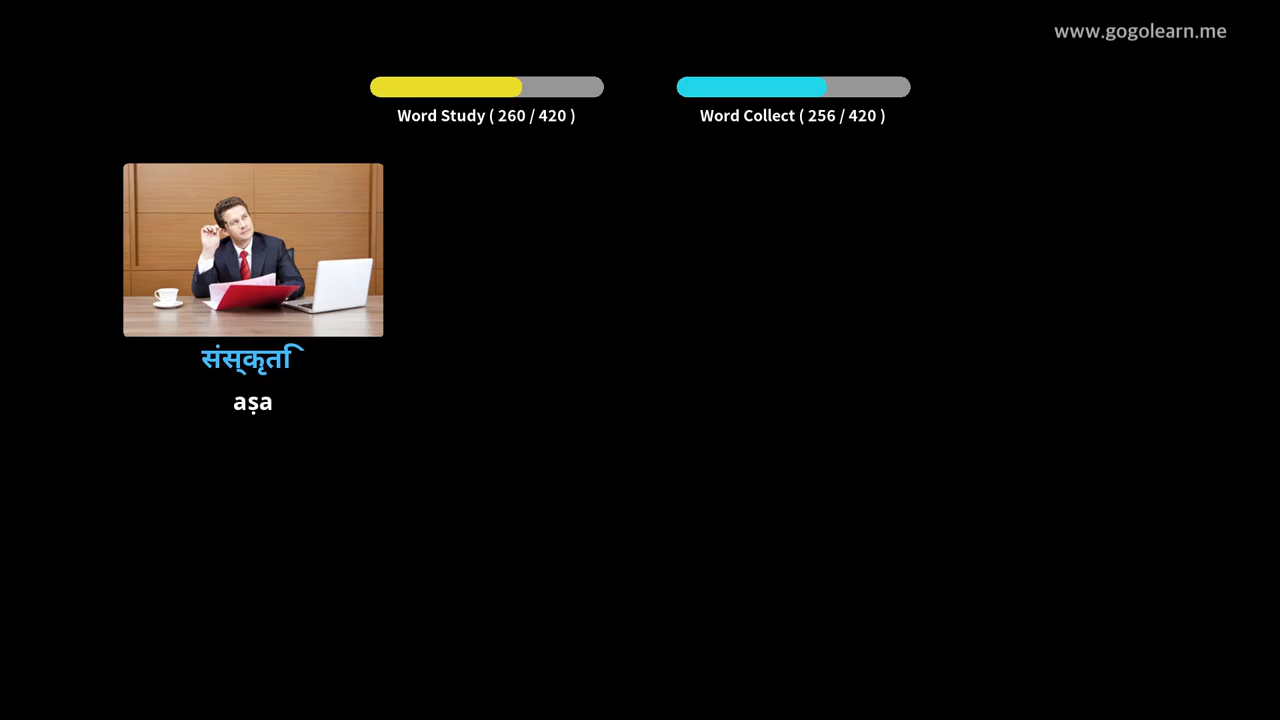 www.gogolearn.me
Word Study ( 260 / 420 )
Word Collect ( 256 / 420 )
संस्कृति
aṣa